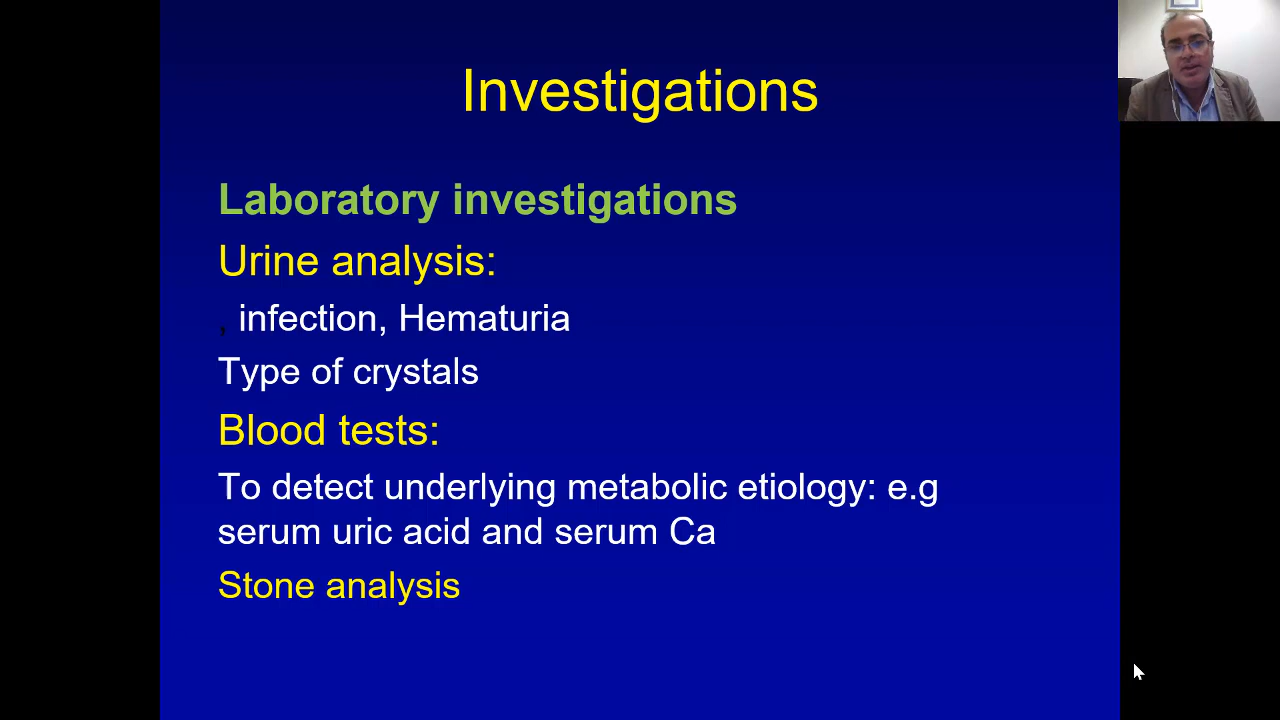 Investigations
Laboratory investigations
Urine analysis:
, infection, Hematuria
Type of crystals
Blood tests:
To detect underlying metabolic etiology: e.g
serum uric acid and serum Ca
Stone analysis